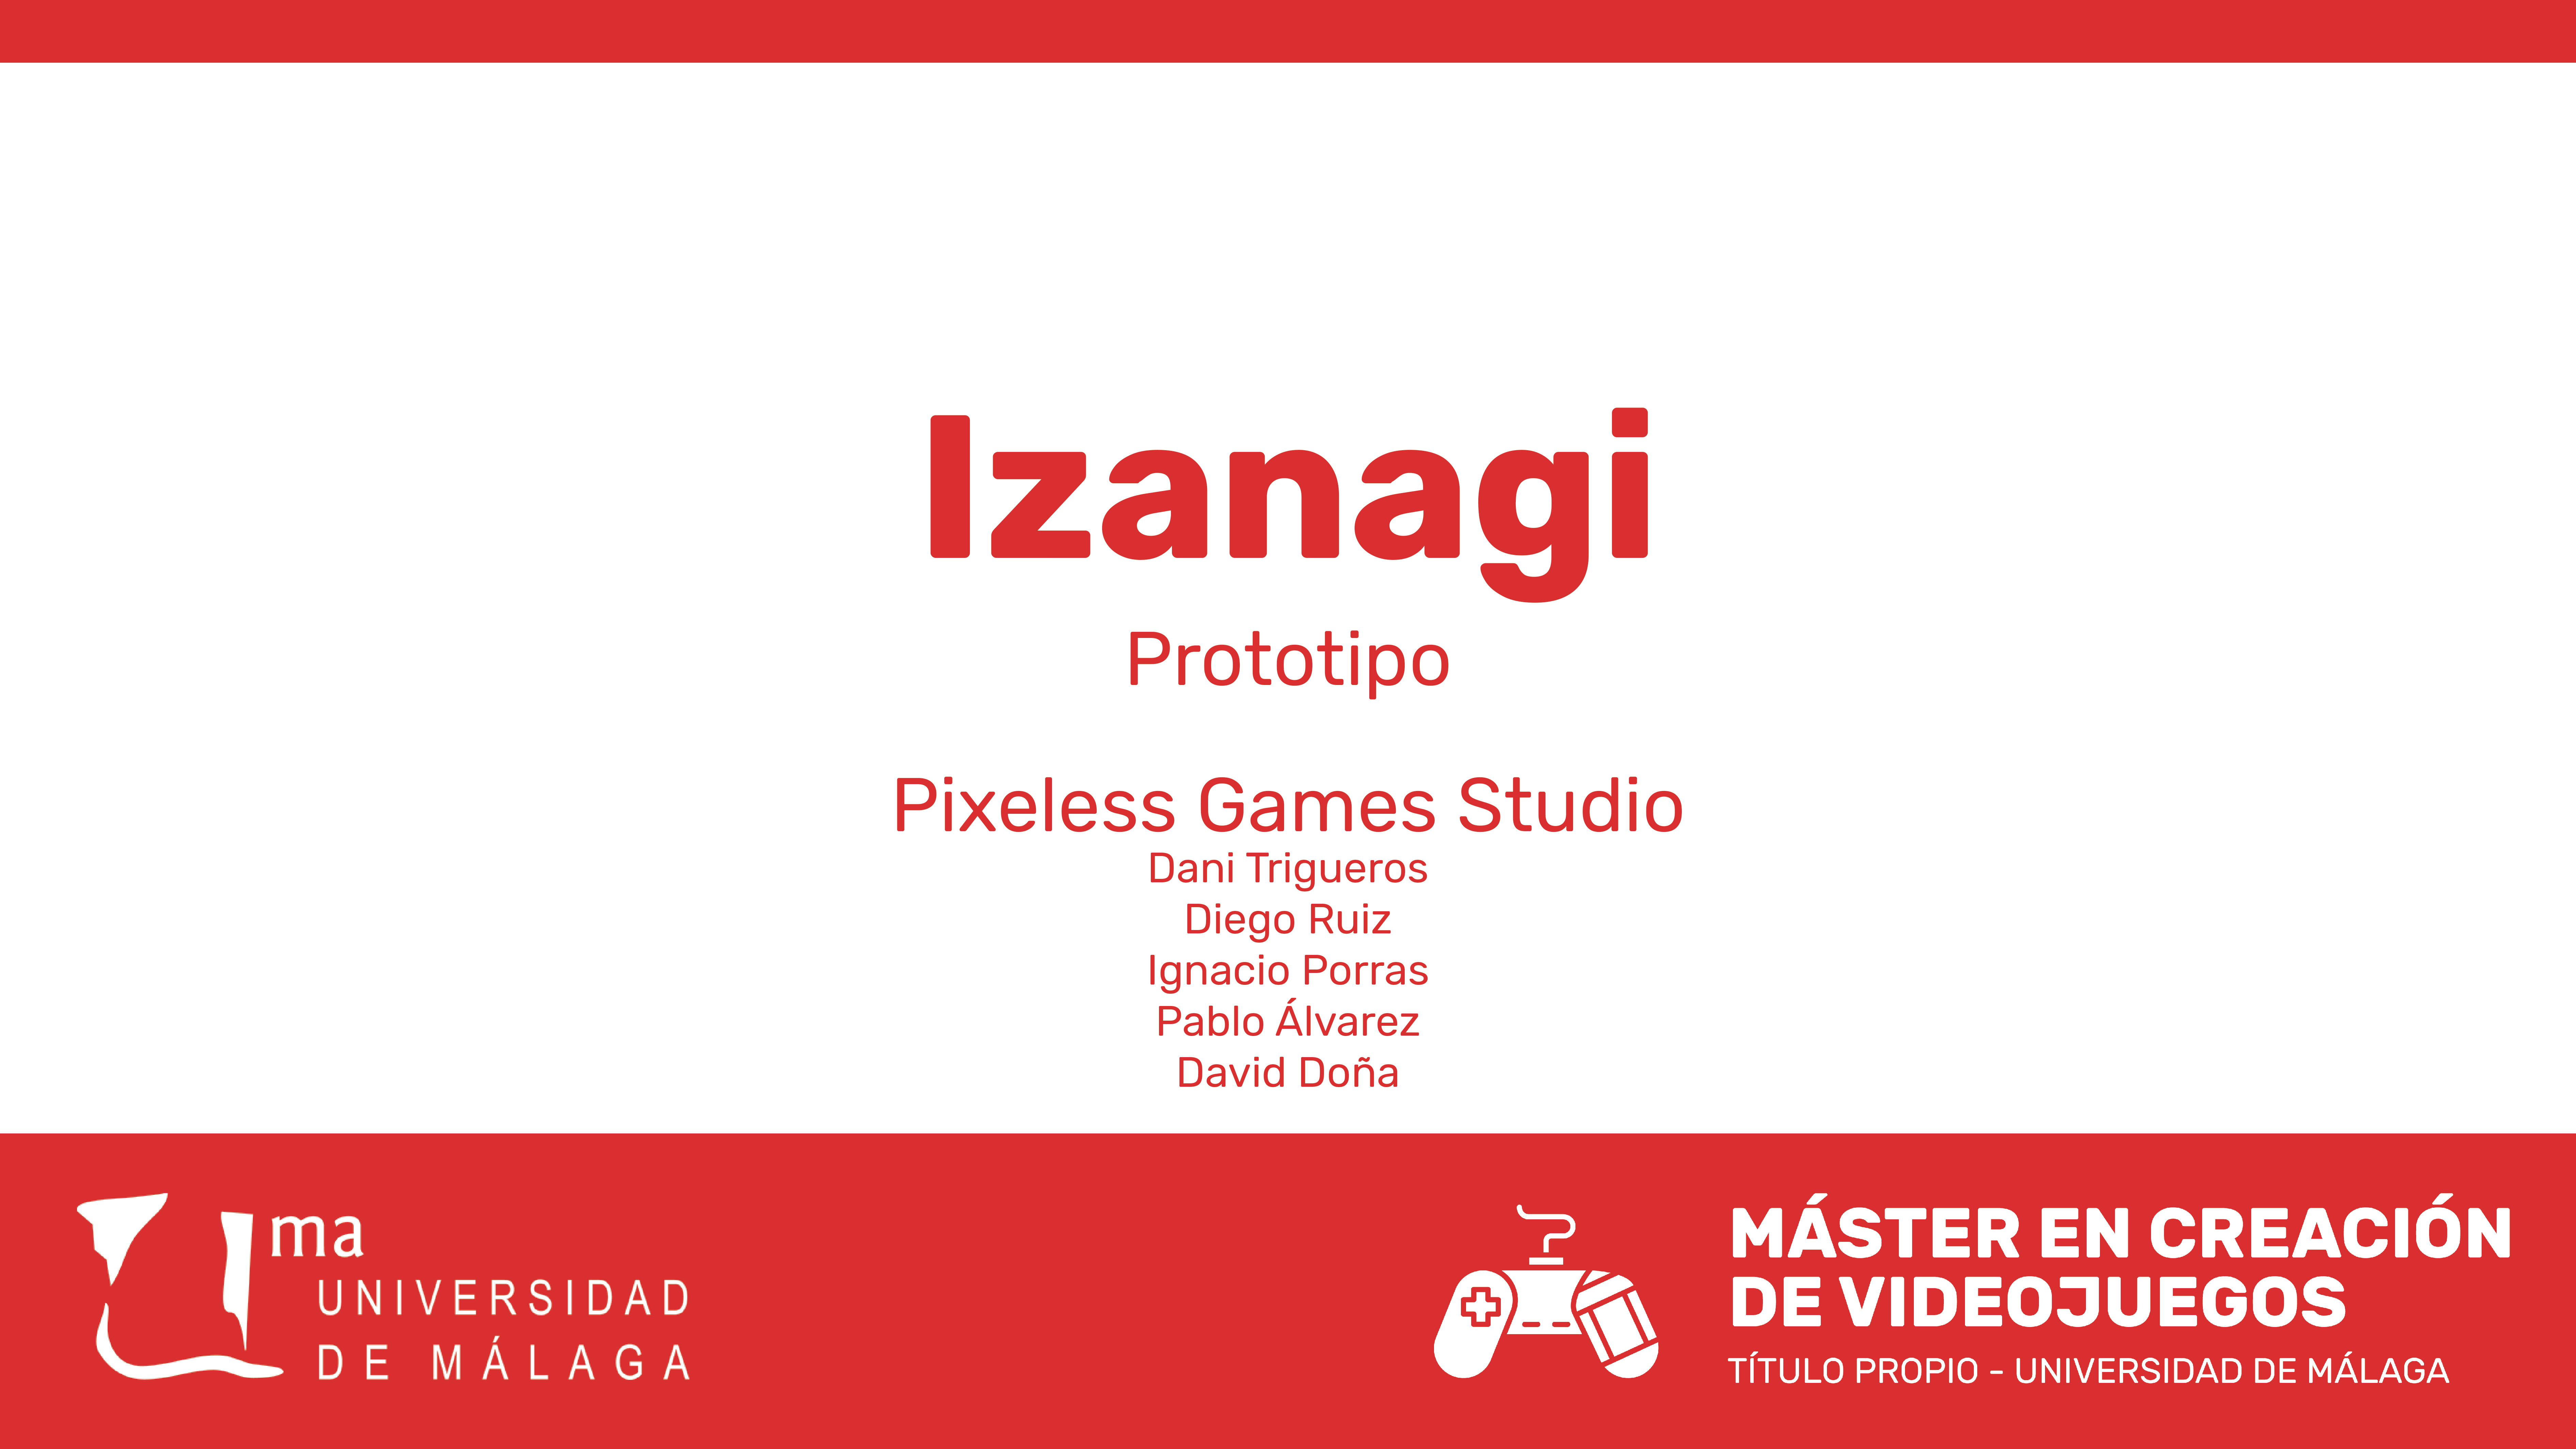 Izanagi
Prototipo
Pixeless Games Studio
Dani Trigueros
Diego Ruiz
Ignacio Porras
Pablo Álvarez
David Doña
uma
UNIVERSIDAD
DE MÁLAGA
MÁSTER EN CREACIÓN
DE VIDEOJUEGOS
TÍTULO PROPIO - UNIVERSIDAD DE MÁLAGA